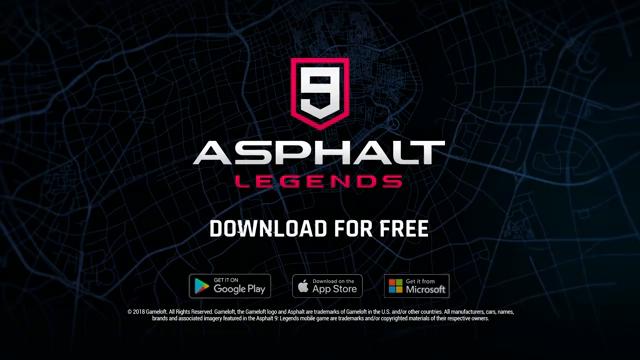 9
ASPHALT
LEGENDS
DOWNLOAD FOR FREE
GET IT ON
Google Play
Download on the
App Store
Get it from
Microsoft
© 2018 Gameloft. All Rights Reserved. Gameloft, the Gameloft logo and Asphalt are trademarks of Gameloft in the U.S. and/or other countries. All manufacturers, cars, names,
brands and associated imagery featured in the Asphalt 9: Legends mobile game are trademarks and/or copyrighted materials of their respective owners.